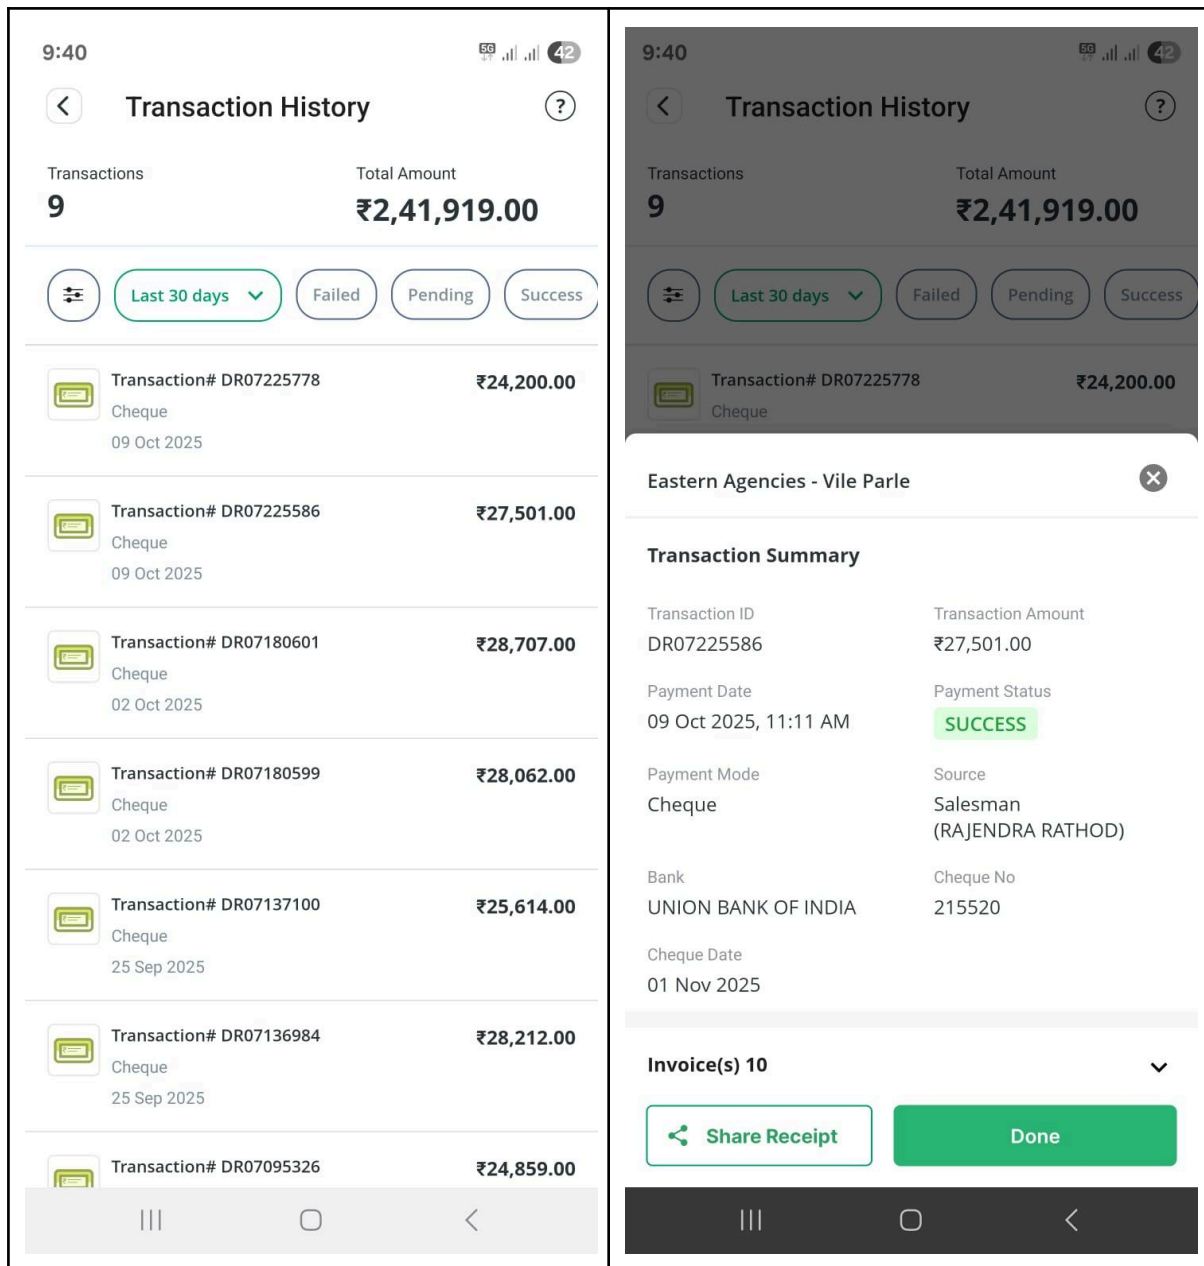 9:40
5G 42
Transaction History
?
Transactions
Total Amount
9
₹2,41,919.00
Last 30 days
Failed
Pending
Success
Transaction# DR07225778
₹24,200.00
Cheque
09 Oct 2025
Transaction# DR07225586
₹27,501.00
Cheque
09 Oct 2025
Transaction# DR07180601
₹28,707.00
Cheque
02 Oct 2025
Transaction# DR07180599
₹28,062.00
Cheque
02 Oct 2025
Transaction# DR07137100
₹25,614.00
Cheque
25 Sep 2025
Transaction# DR07136984
₹28,212.00
Cheque
25 Sep 2025
Transaction# DR07095326
₹24,859.00
9:40
5G 42
Transaction History
?
Transactions
Total Amount
9
₹2,41,919.00
Last 30 days
Failed
Pending
Success
Transaction# DR07225778
₹24,200.00
Cheque
Eastern Agencies - Vile Parle
Transaction Summary
Transaction ID
Transaction Amount
DR07225586
₹27,501.00
Payment Date
Payment Status
09 Oct 2025, 11:11 AM
SUCCESS
Payment Mode
Source
Cheque
Salesman
(RAJENDRA RATHOD)
Bank
Cheque No
UNION BANK OF INDIA
215520
Cheque Date
01 Nov 2025
Invoice(s) 10
Share Receipt
Done